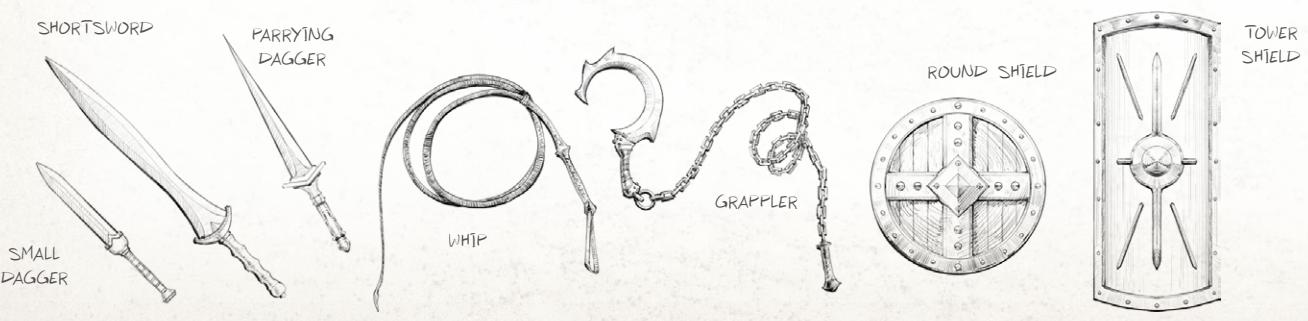 SHORTSWORD
PARRYING
DAGGER
SMALL
DAGGER
WHIP
GRAPPLER
ROUND SHIELD
TOWER
SHIELD